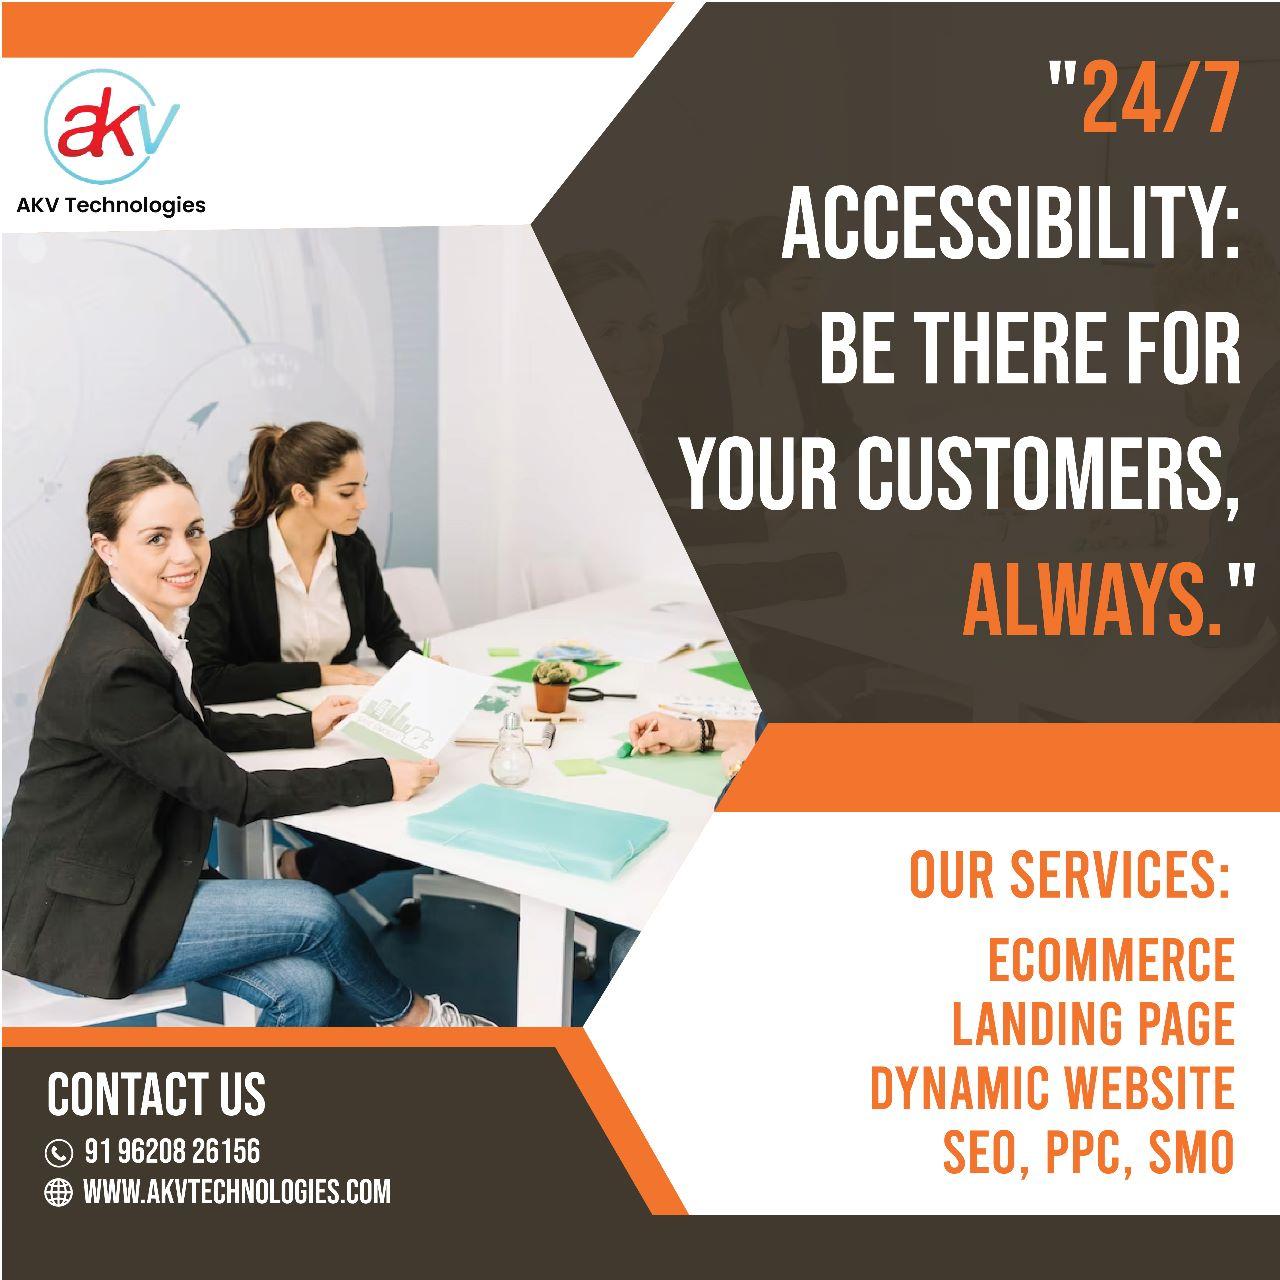 akv
AKV Technologies
"24/7
ACCESSIBILITY:
BE THERE FOR
YOUR CUSTOMERS,
ALWAYS."
OUR SERVICES:
ECOMMERCE
LANDING PAGE
DYNAMIC WEBSITE
SEO, PPC, SMO
CONTACT US
91 96208 26156
WWW.AKVTECHNOLOGIES.COM